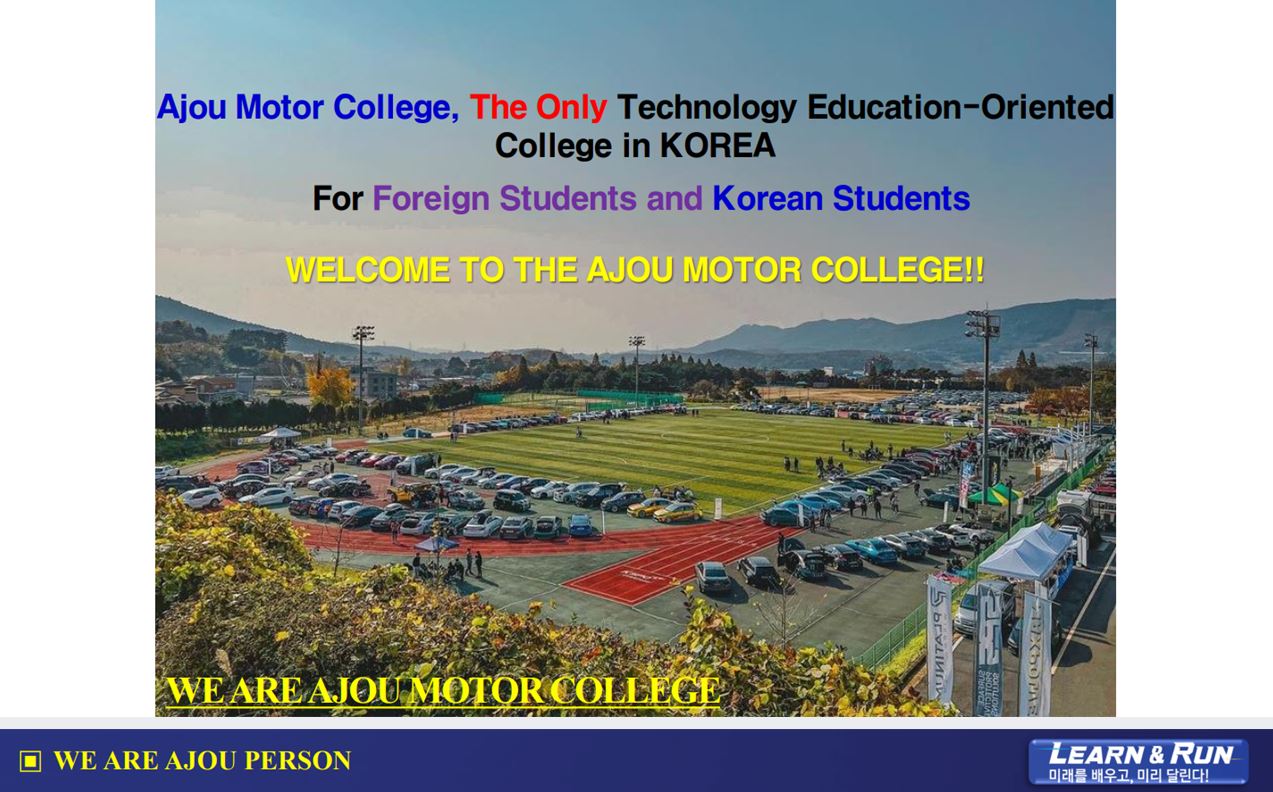 Ajou Motor College, The Only Technology Education-Oriented
College in KOREA
For Foreign Students and Korean Students
WELCOME TO THE AJOU MOTOR COLLEGE!!
PLATINUM
WE ARE AJOU MOTOR COLLEGE
▣ WE ARE AJOU PERSON
LEARN & RUN
미래를 배우고, 미리 달린다!